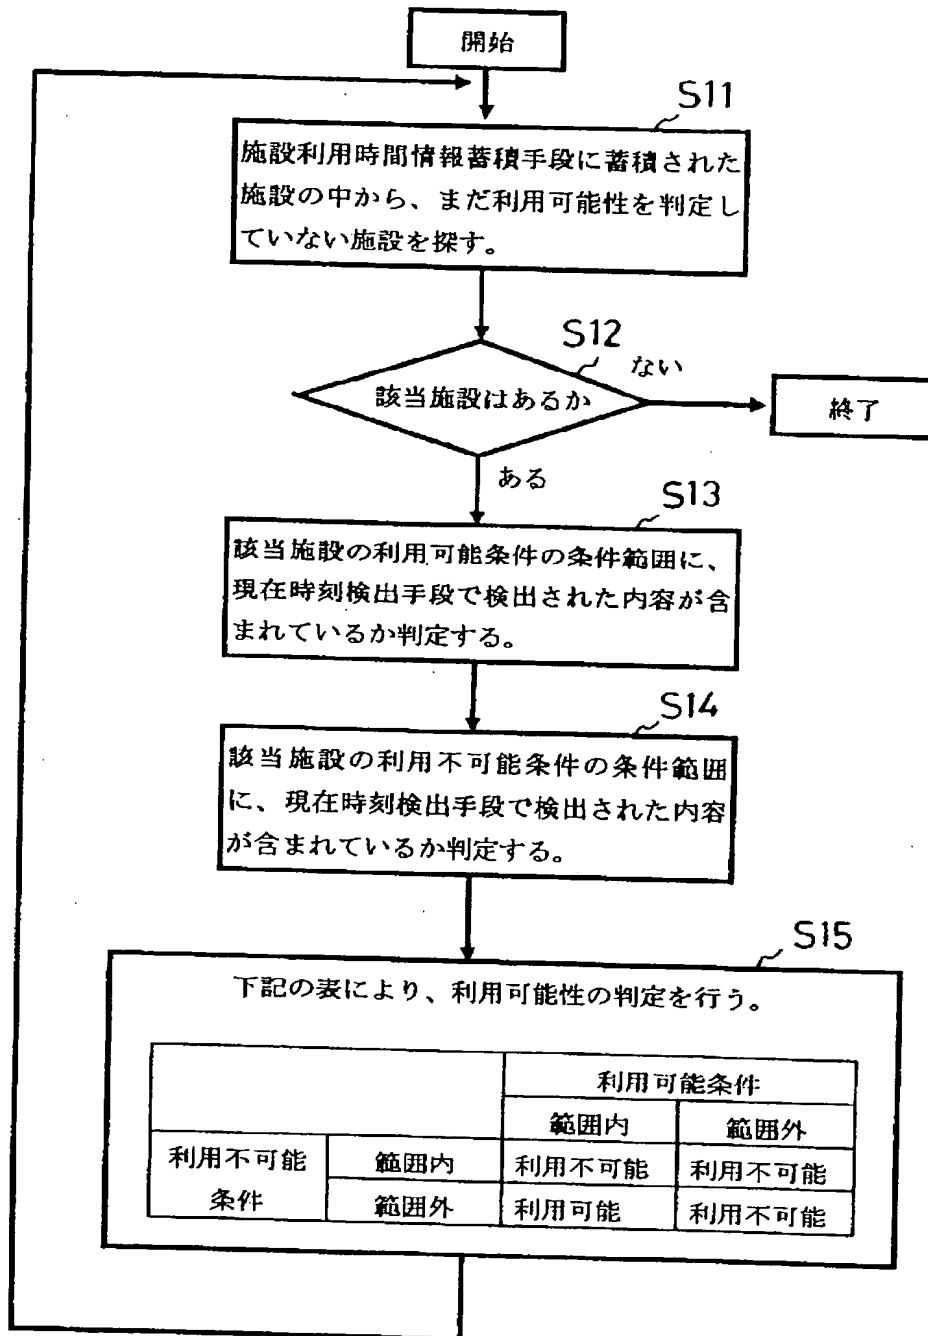 開始
S11
施設利用時間情報蓄積手段に蓄積された
施設の中から、まだ利用可能性を判定し
ていない施設を探す。
S12
ない
該当施設はあるか
終了
ある
S13
該当施設の利用可能条件の条件範囲に、
現在時刻検出手段で検出された内容が含
まれているか判定する。
S14
該当施設の利用不可能条件の条件範囲
に、現在時刻検出手段で検出された内容
が含まれているか判定する。
S15
下記の表により、利用可能性の判定を行う。
利用可能条件
範囲内 範囲外
利用不可能 範囲内 利用不可能 利用不可能
条件 範囲外 利用可能 利用不可能